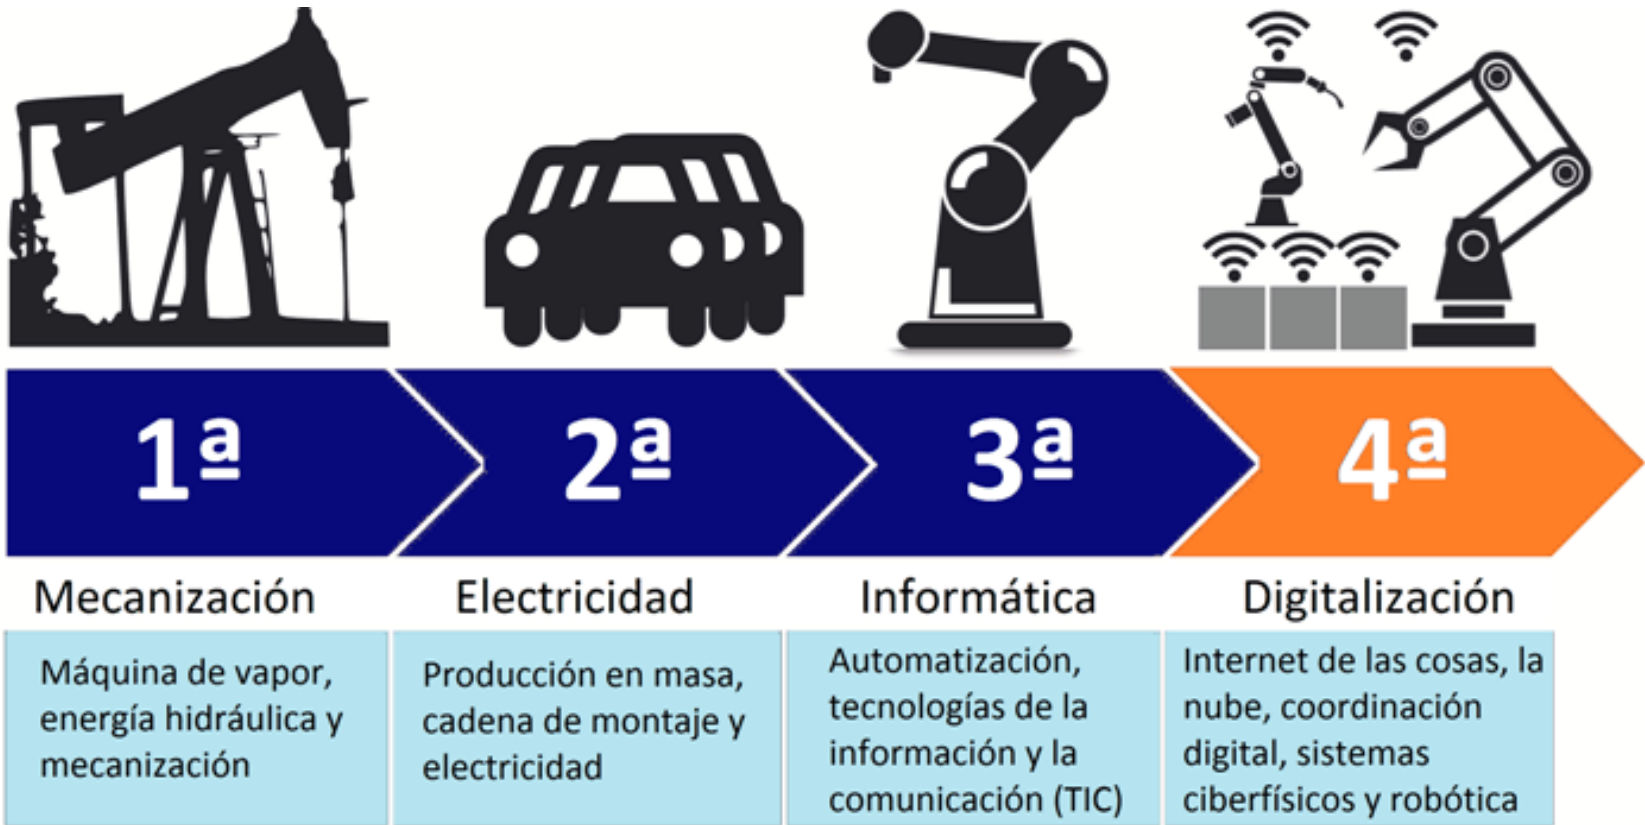 1ª
2ª
3ª
4ª
Mecanización
Electricidad
Informática
Digitalización
Máquina de vapor,
energía hidráulica y
mecanización
Producción en masa,
cadena de montaje y
electricidad
Automatización,
tecnologías de la
información y la
comunicación (TIC)
Internet de las cosas, la
nube, coordinación
digital, sistemas
ciberfísicos y robótica